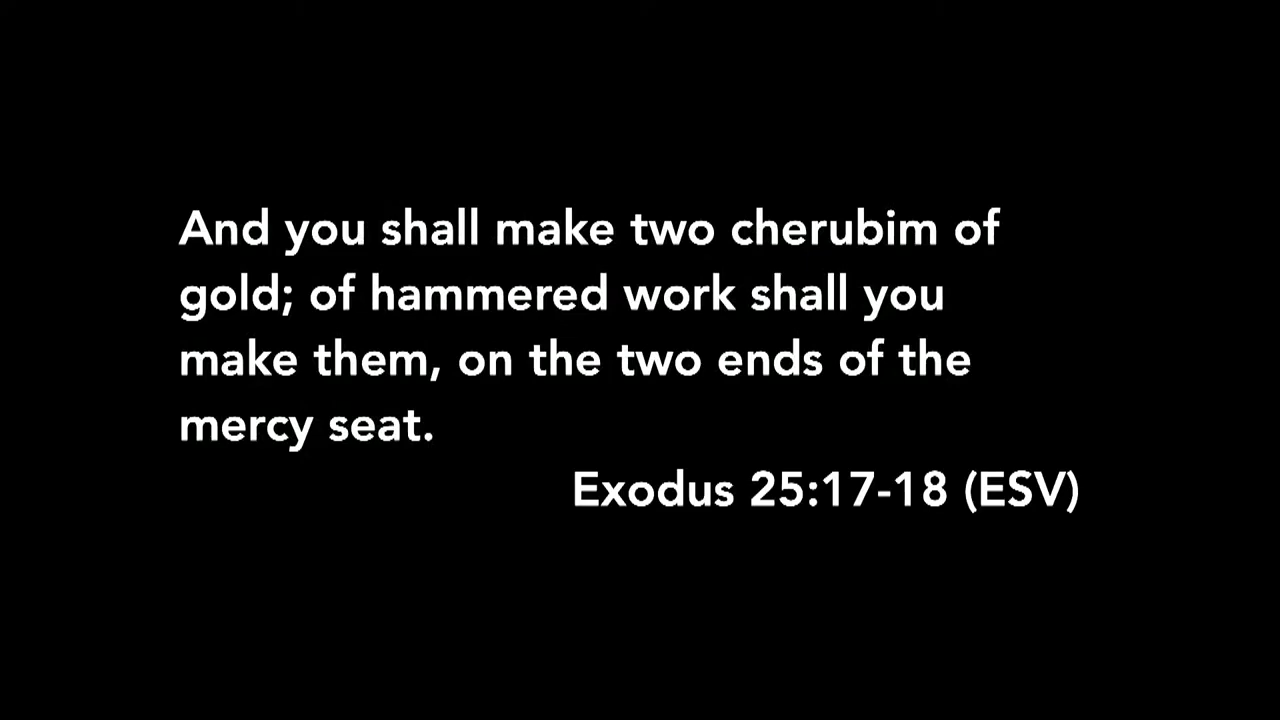 And you shall make two cherubim of
gold; of hammered work shall you
make them, on the two ends of the
mercy seat.
Exodus 25:17-18 (ESV)